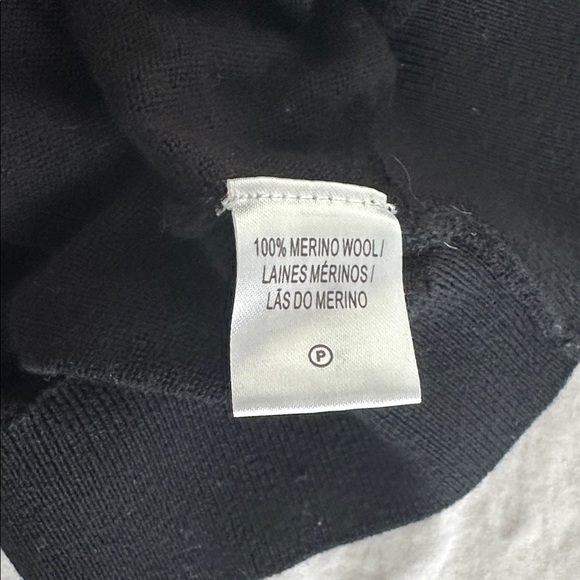 100% MERINO WOOL/
LAINES MÉRINOS/
LÃS DO MERINO
P